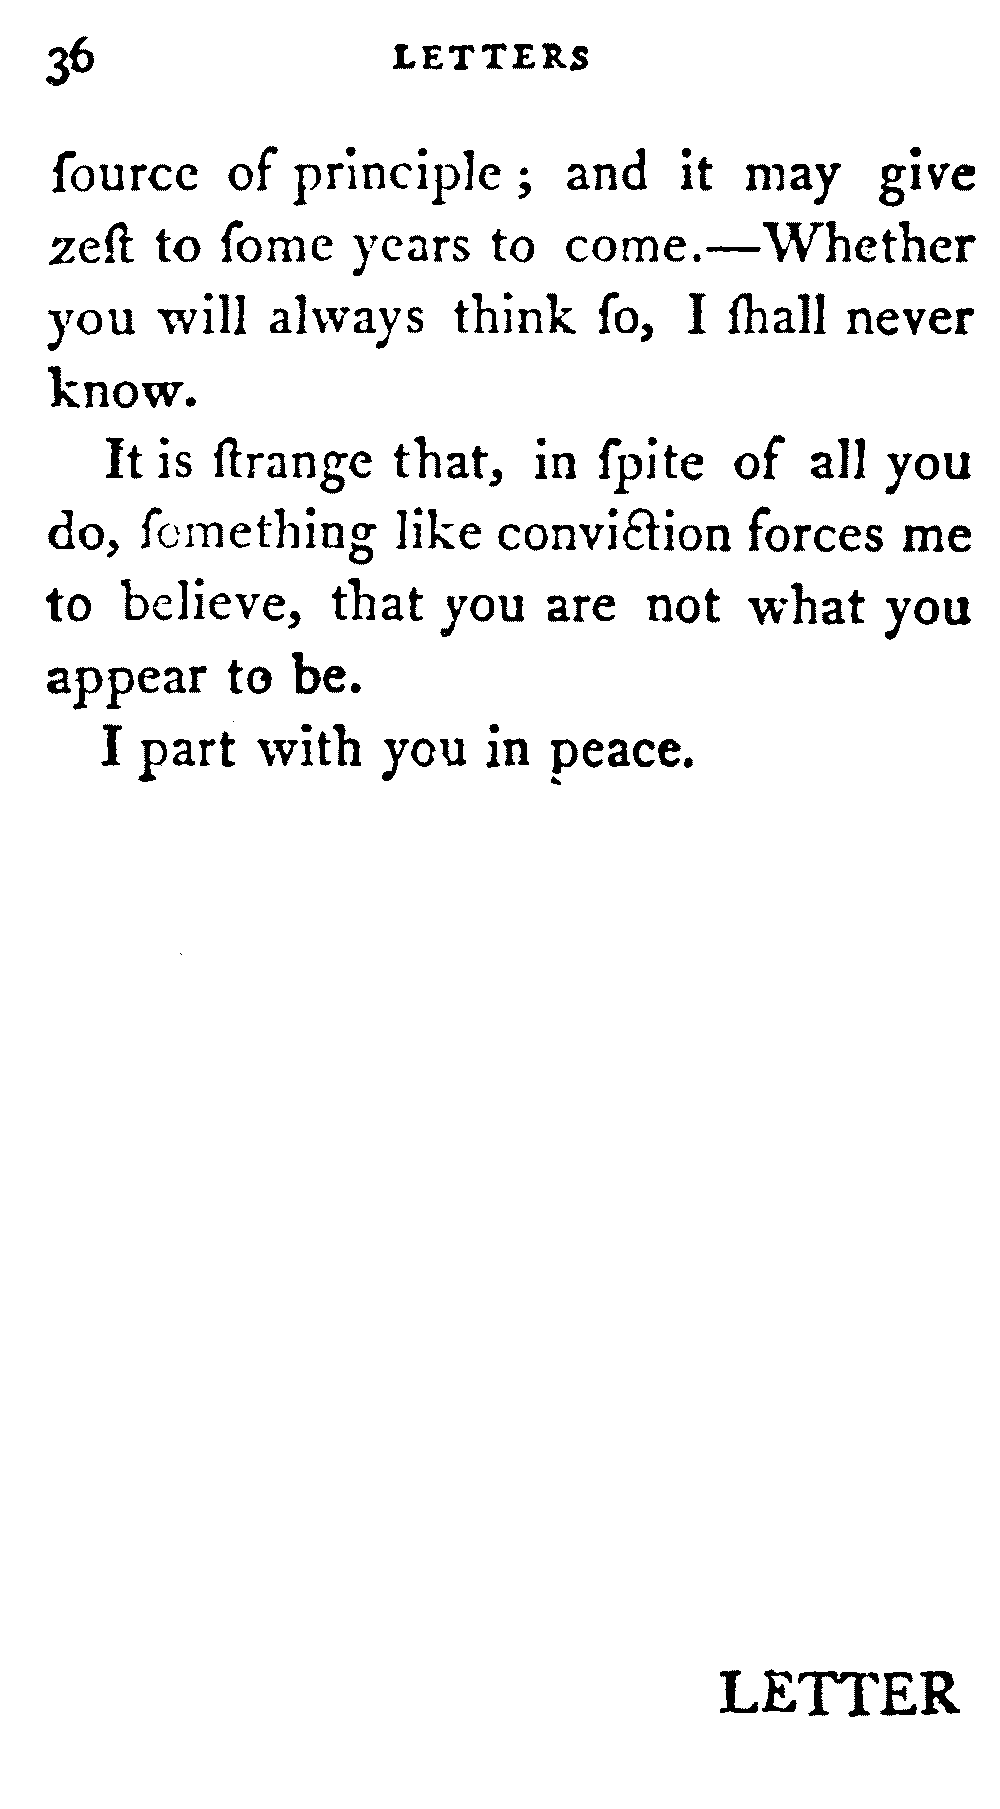 36 LETTERS
ſource of principle ; and it may give
zeſt to ſome years to come.—Whether
you will always think ſo, I ſhall never
know.
It is ſtrange that, in ſpite of all you
do, ſomething like conviction forces me
to believe, that you are not what you
appear to be.
I part with you in peace.
LETTER